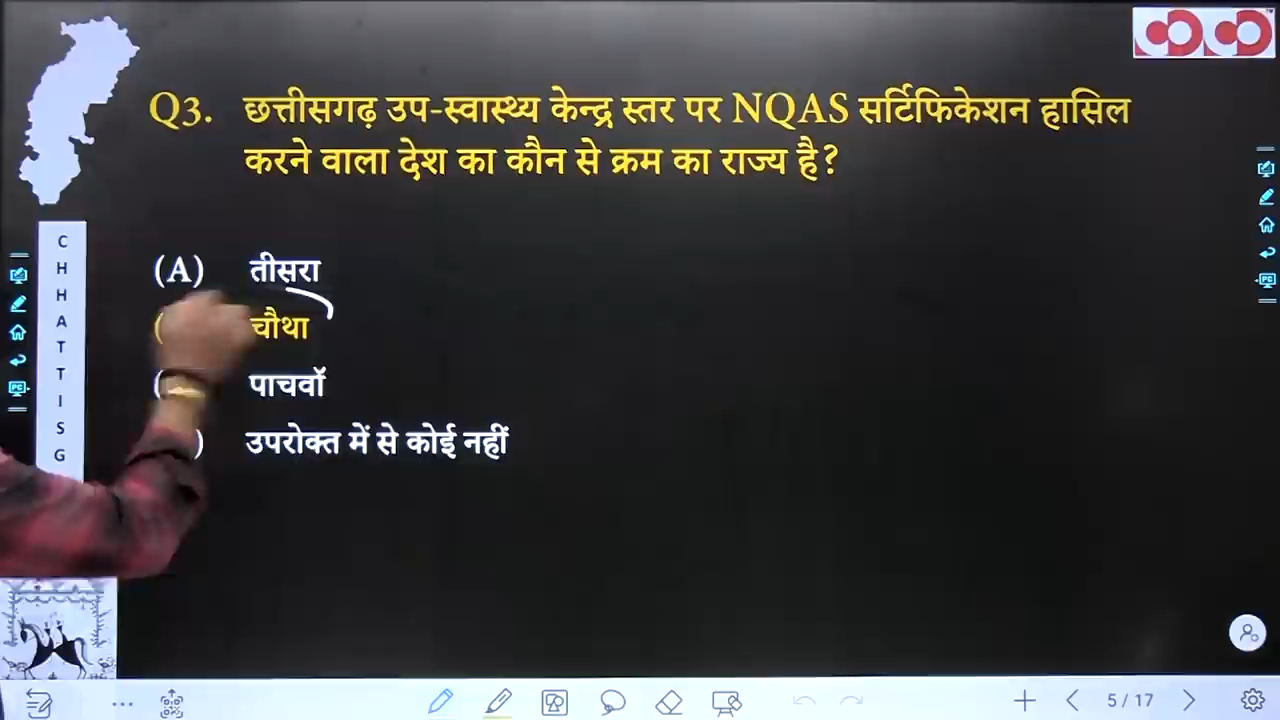 Q3. छत्तीसगढ़ उप-स्वास्थ्य केन्द्र स्तर पर NQAS सर्टिफिकेशन हासिल
करने वाला देश का कौन से क्रम का राज्य है?
(A) तीसरा
चौथा
पाचवॉ
उपरोक्त में से कोई नहीं
C
H
H
A
T
T
I
S
G
5 / 17